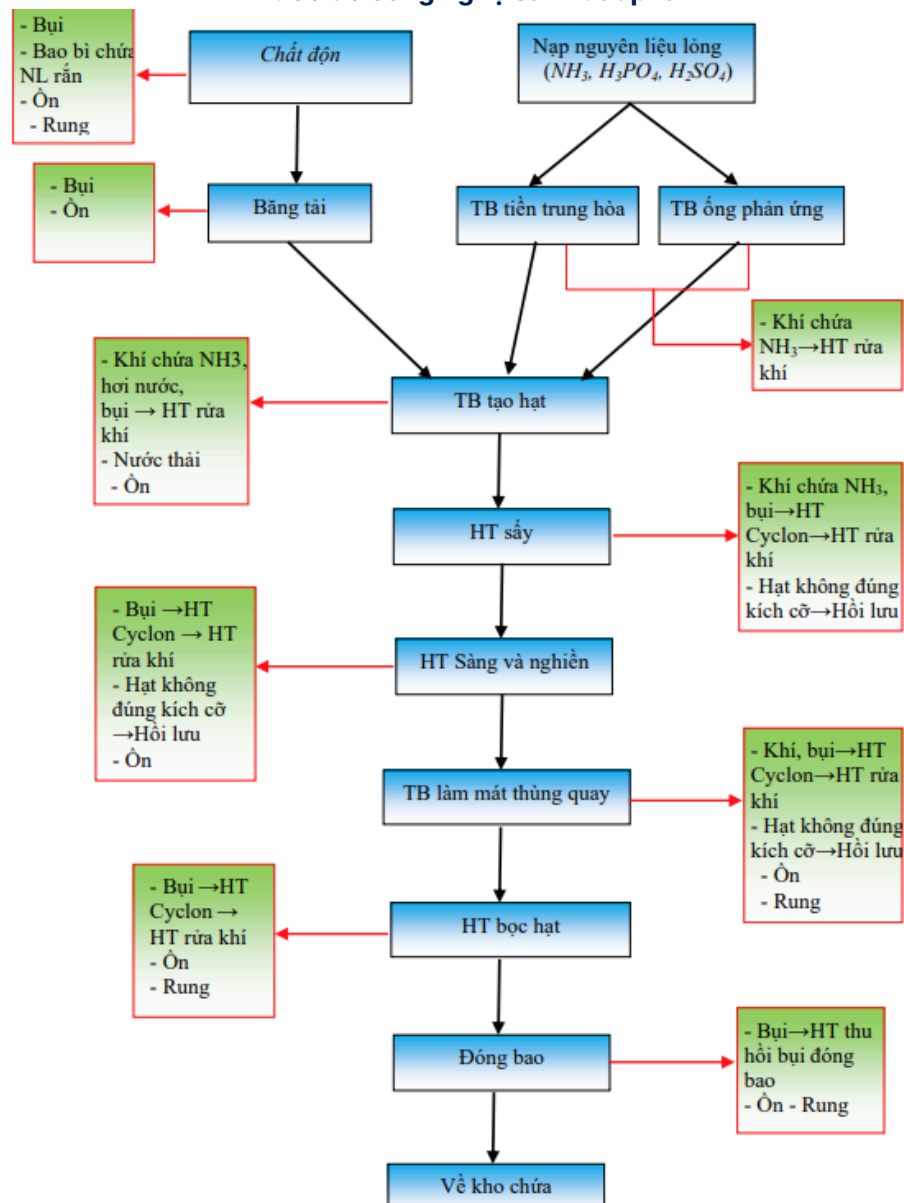 - Bụi
- Bao bì chứa
NL rắn
- Ồn
- Rung
Chất độn
Nạp nguyên liệu lỏng
(NH₃, H₃PO₄, H₂SO₄)
- Bụi
- Ồn
Băng tải
TB tiền trung hòa
TB ống phản ứng
- Khí chứa
NH₃→HT rửa
khí
- Khí chứa NH3,
hơi nước,
bụi → HT rửa
khí
- Nước thải
- Ồn
TB tạo hạt
- Khí chứa NH₃,
bụi→HT
Cyclon→HT rửa
khí
- Hạt không đúng
kích cỡ→Hồi lưu
HT sấy
- Bụi →HT
Cyclon → HT
rửa khí
- Hạt không
đúng kích cỡ
→Hồi lưu
- Ồn
HT Sàng và nghiền
- Khí, bụi→HT
Cyclon→HT rửa
khí
- Hạt không đúng
kích cỡ→Hồi lưu
- Ồn
- Rung
TB làm mát thùng quay
- Bụi →HT
Cyclon →
HT rửa khí
- Ồn
- Rung
HT bọc hạt
- Bụi→HT thu
hồi bụi đóng
bao
- Ồn - Rung
Đóng bao
Về kho chứa